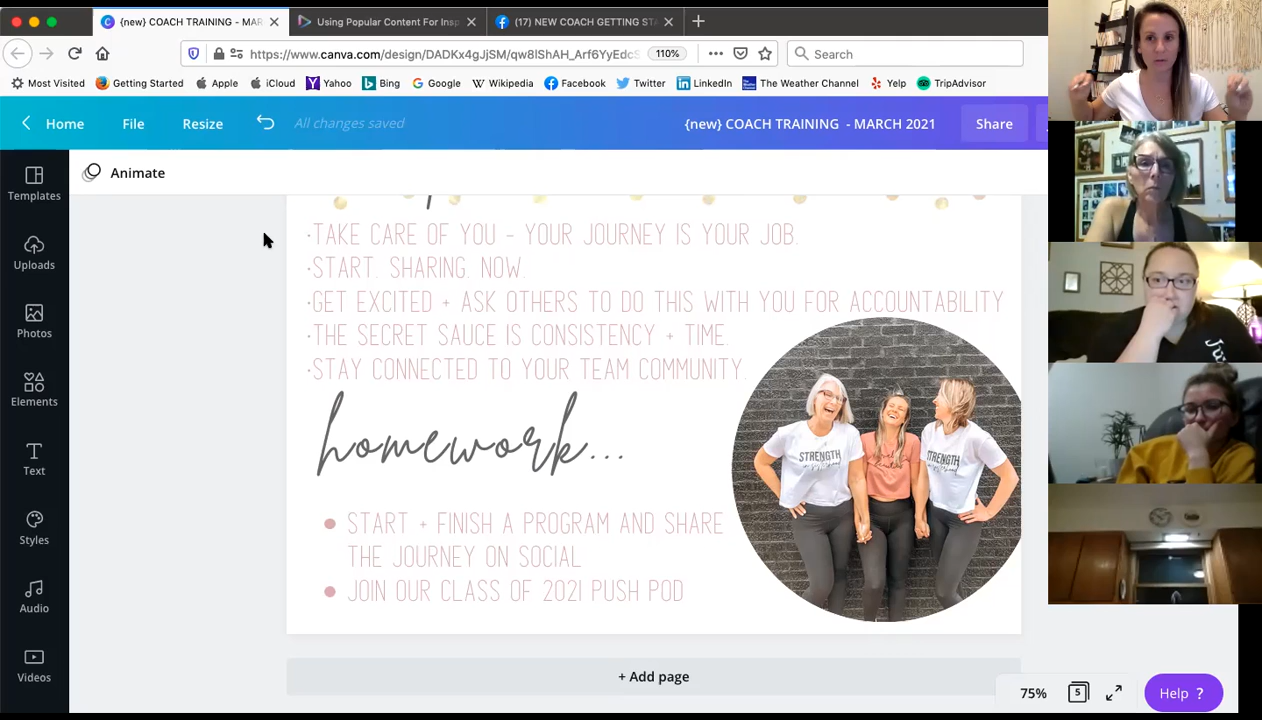 {new} COACH TRAINING - MAR
Using Popular Content For Insp
(17) NEW COACH GETTING STA
https://www.canva.com/design/DADKx4gJjSM/qw8lShAH_Arf6YyEdcS
110%
Search
Most Visited
Getting Started
Apple
iCloud
Yahoo
Bing
Google
Wikipedia
Facebook
Twitter
LinkedIn
The Weather Channel
Yelp
TripAdvisor
Home
File
Resize
All changes saved
{new} COACH TRAINING - MARCH 2021
Share
Templates
Uploads
Photos
Elements
Text
Styles
Audio
Videos
Animate
·TAKE CARE OF YOU - YOUR JOURNEY IS YOUR JOB.
·START. SHARING. NOW.
·GET EXCITED + ASK OTHERS TO DO THIS WITH YOU FOR ACCOUNTABILITY
·THE SECRET SAUCE IS CONSISTENCY + TIME.
·STAY CONNECTED TO YOUR TEAM COMMUNITY.
homework...
STRENGTH
STRENGTH
• START + FINISH A PROGRAM AND SHARE
THE JOURNEY ON SOCIAL
• JOIN OUR CLASS OF 2021 PUSH POD
+ Add page
75%
5
Help ?